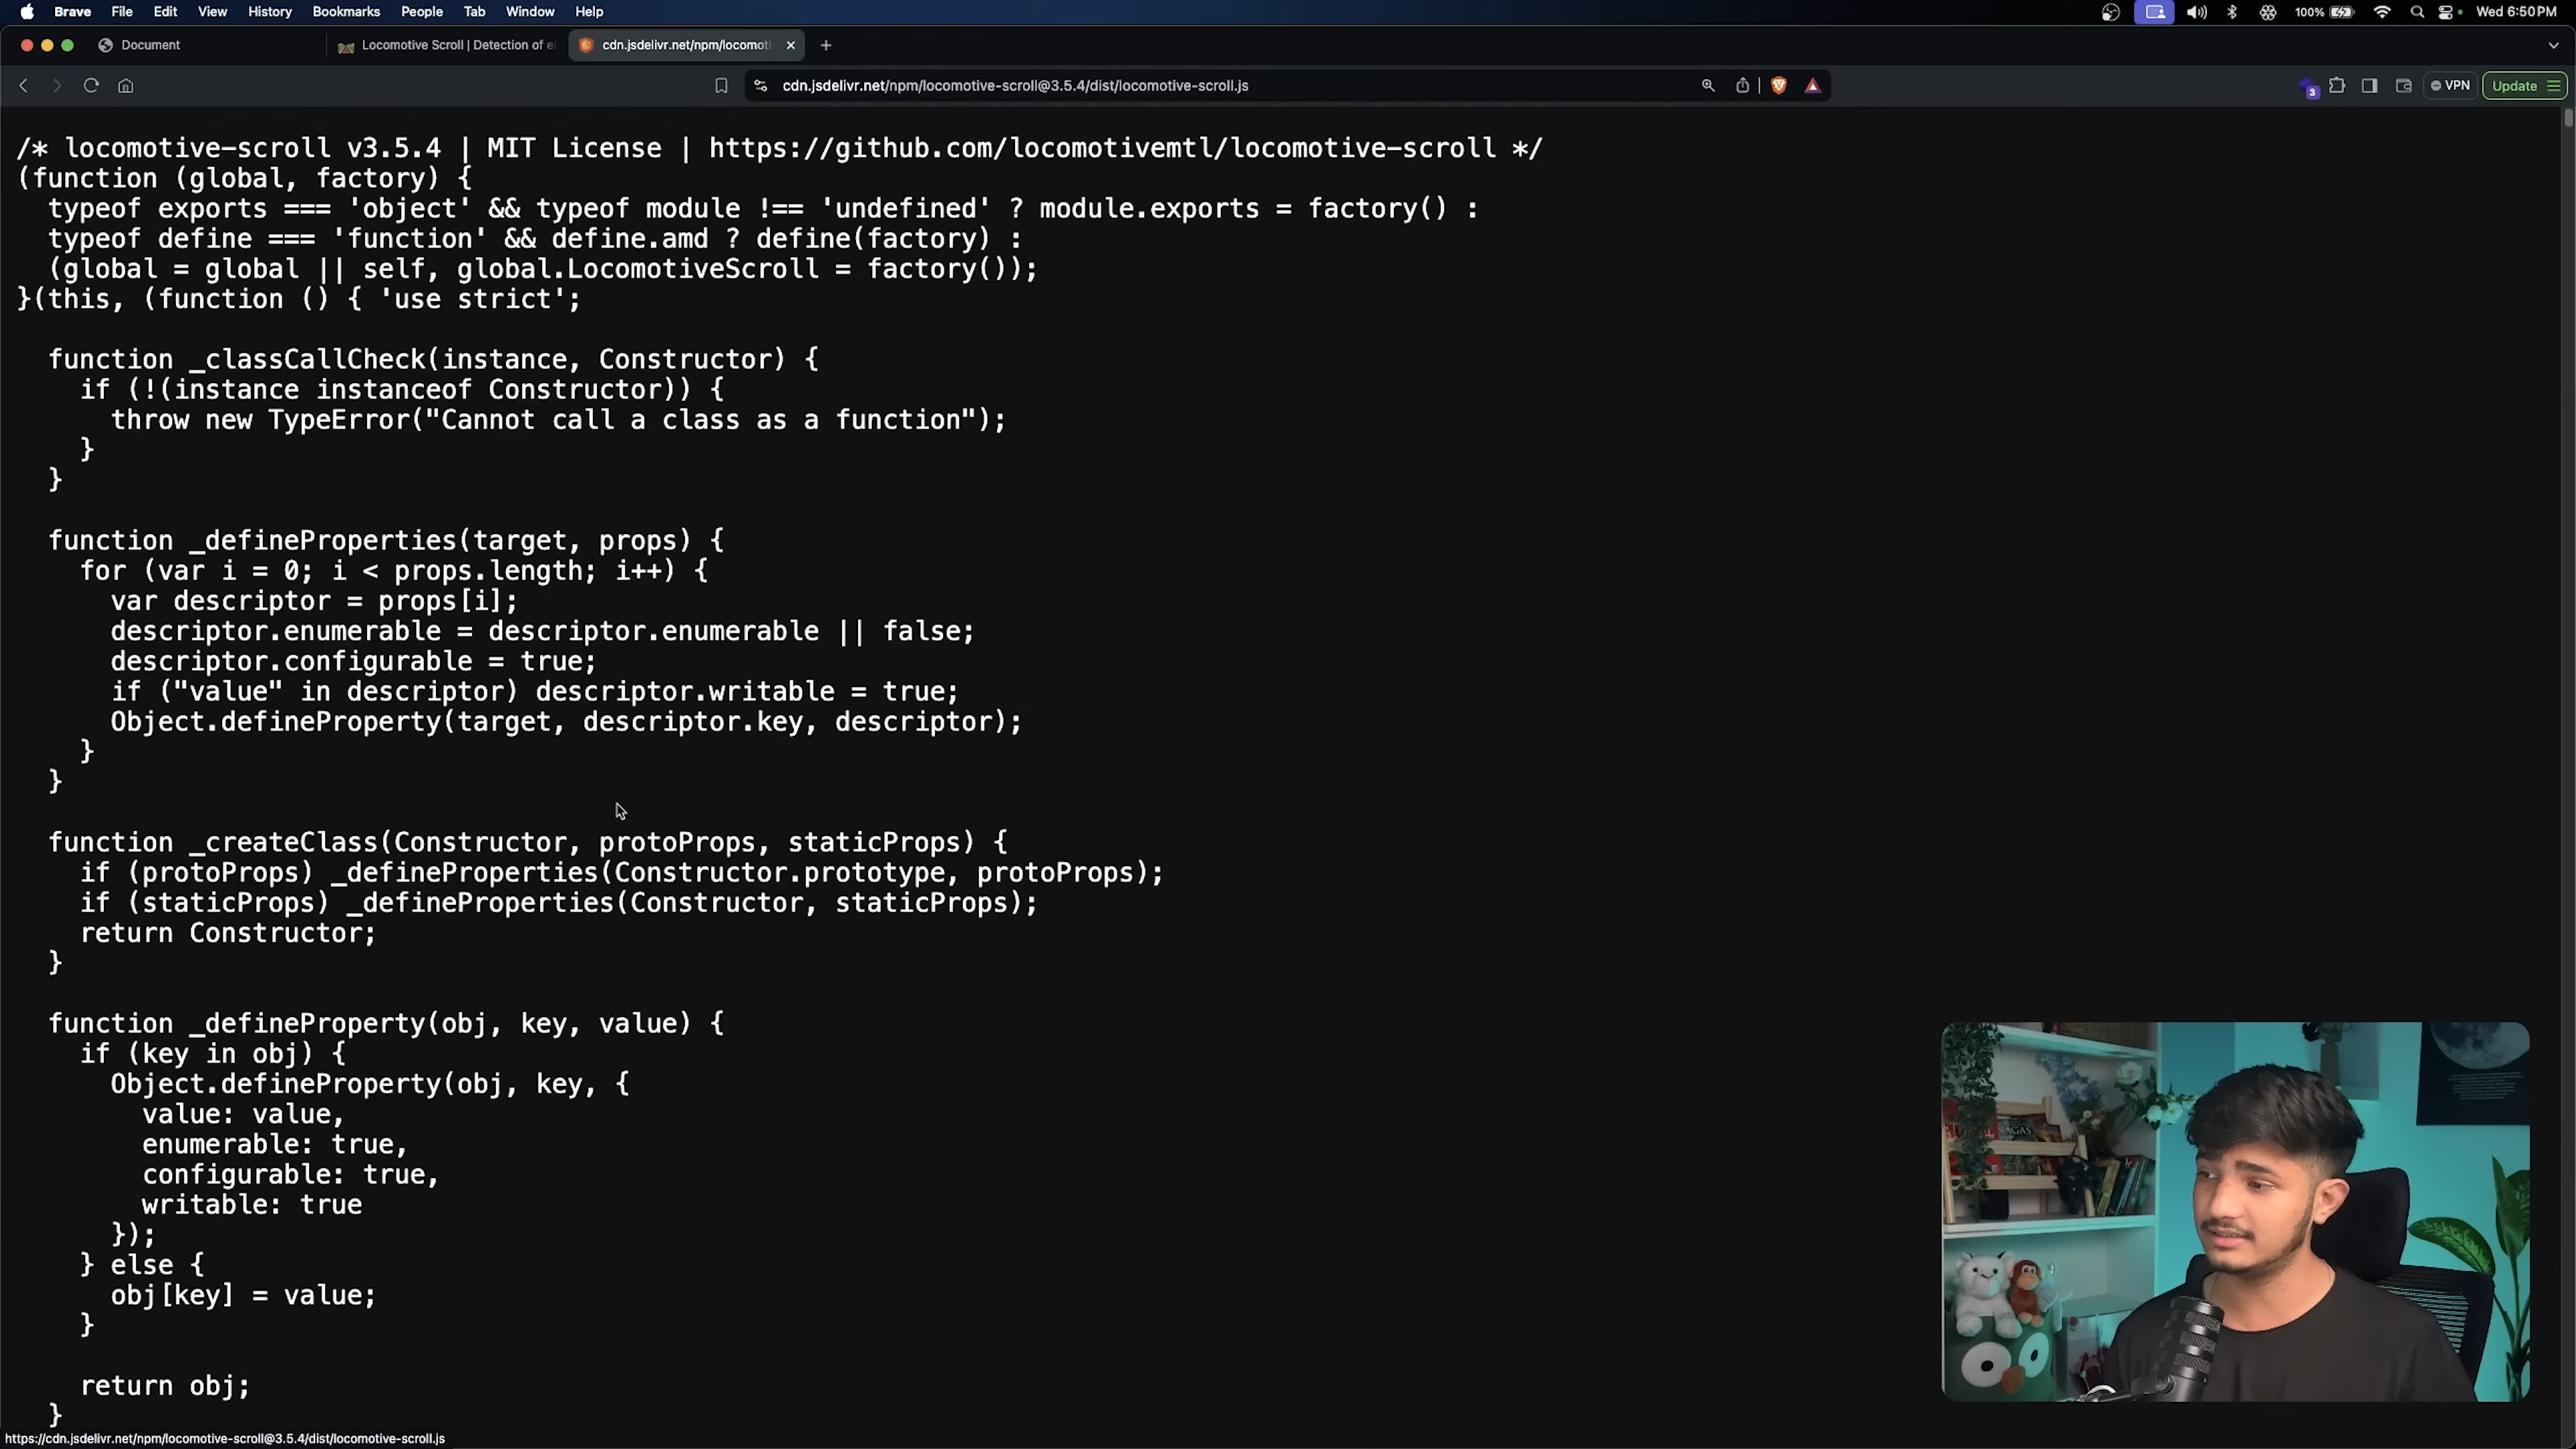 Brave File Edit View History Bookmarks People Tab Window Help 100% Wed 6:50 PM
Document Locomotive Scroll | Detection of el cdn.jsdelivr.net/npm/locomoti
cdn.jsdelivr.net/npm/locomotive-scroll@3.5.4/dist/locomotive-scroll.js 3 VPN Update
/* locomotive-scroll v3.5.4 | MIT License | https://github.com/locomotivemtl/locomotive-scroll */
(function (global, factory) {
  typeof exports === 'object' && typeof module !== 'undefined' ? module.exports = factory() :
  typeof define === 'function' && define.amd ? define(factory) :
  (global = global || self, global.LocomotiveScroll = factory());
}(this, (function () { 'use strict';
  function _classCallCheck(instance, Constructor) {
    if (!(instance instanceof Constructor)) {
      throw new TypeError("Cannot call a class as a function");
    }
  }
  function _defineProperties(target, props) {
    for (var i = 0; i < props.length; i++) {
      var descriptor = props[i];
      descriptor.enumerable = descriptor.enumerable || false;
      descriptor.configurable = true;
      if ("value" in descriptor) descriptor.writable = true;
      Object.defineProperty(target, descriptor.key, descriptor);
    }
  }
  function _createClass(Constructor, protoProps, staticProps) {
    if (protoProps) _defineProperties(Constructor.prototype, protoProps);
    if (staticProps) _defineProperties(Constructor, staticProps);
    return Constructor;
  }
  function _defineProperty(obj, key, value) {
    if (key in obj) {
      Object.defineProperty(obj, key, {
        value: value,
        enumerable: true,
        configurable: true,
        writable: true
      });
    } else {
      obj[key] = value;
    }
    return obj;
  }
https://cdn.jsdelivr.net/npm/locomotive-scroll@3.5.4/dist/locomotive-scroll.js
NAGAS